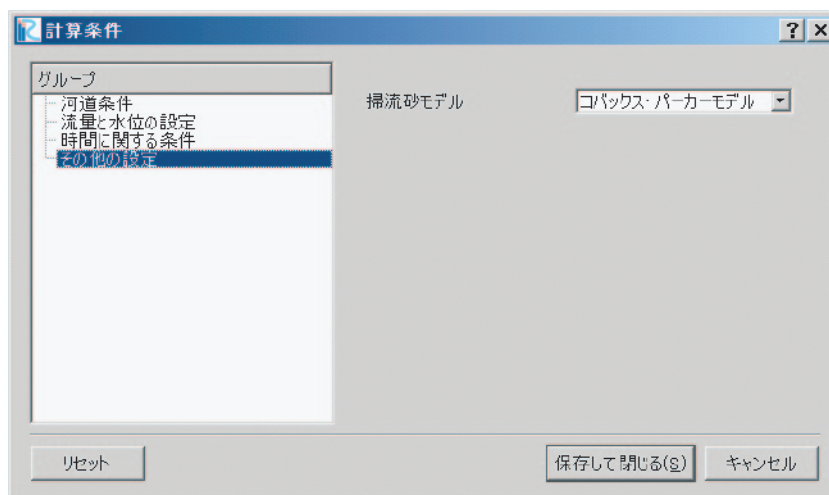 計算条件
グループ
河道条件
流量と水位の設定
時間に関する条件
その他の設定
掃流砂モデル
コバックス・パーカーモデル
リセット
保存して閉じる(S)
キャンセル